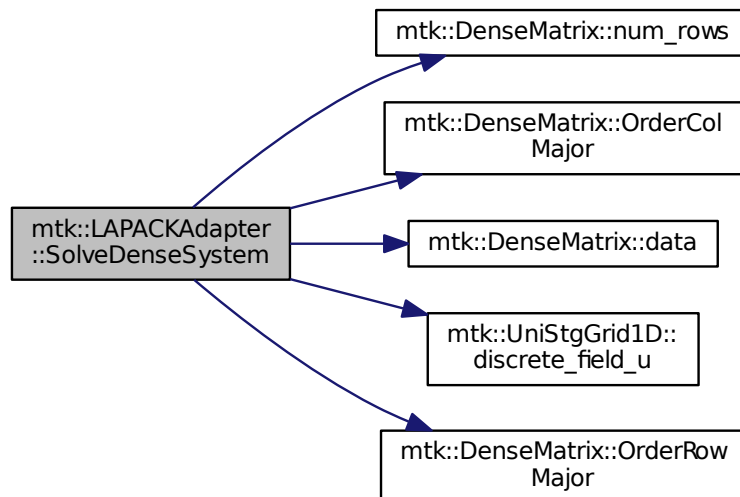 mtk::DenseMatrix::num_rows
mtk::DenseMatrix::OrderCol
Major
mtk::LAPACKAdapter
::SolveDenseSystem
mtk::DenseMatrix::data
mtk::UniStgGrid1D::
discrete_field_u
mtk::DenseMatrix::OrderRow
Major